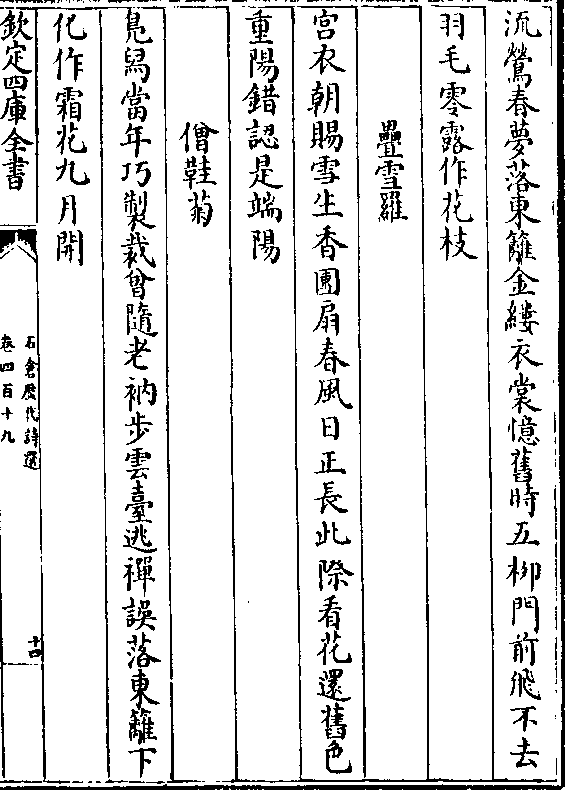 流鶯春夢落東籬金縷衣裳憶舊時五柳門前飛不去
羽毛零露作花枝
疊雪羅
宮衣朝賜雪生香團扇春風日正長此際看花還舊色
重陽錯認是端陽
僧鞋菊
鳬舄當年巧製裁曾隨老衲步雲臺逃禪誤落東籬下
化作霜花九月開
欽定四庫全書
石倉歴代詩選
卷四百十九
十四